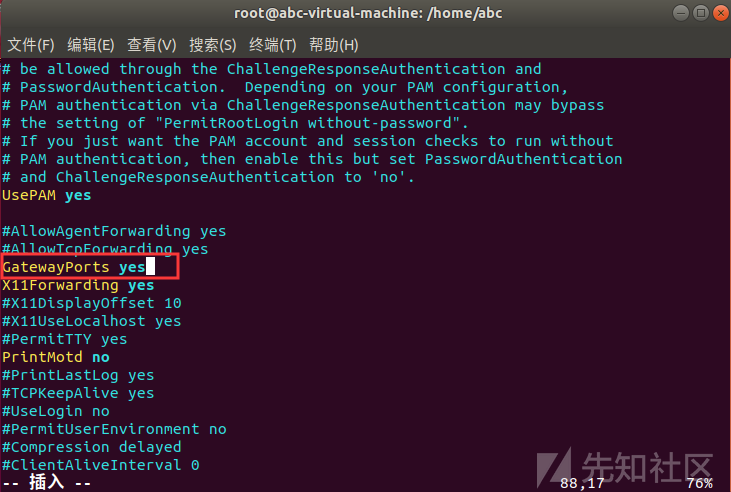 root@abc-virtual-machine: /home/abc
文件(F) 编辑(E) 查看(V) 搜索(S) 终端(T) 帮助(H)
# be allowed through the ChallengeResponseAuthentication and
# PasswordAuthentication.  Depending on your PAM configuration,
# PAM authentication via ChallengeResponseAuthentication may bypass
# the setting of "PermitRootLogin without-password".
# If you just want the PAM account and session checks to run without
# PAM authentication, then enable this but set PasswordAuthentication
# and ChallengeResponseAuthentication to 'no'.
UsePAM yes
#AllowAgentForwarding yes
#AllowTcpForwarding yes
GatewayPorts yes
X11Forwarding yes
#X11DisplayOffset 10
#X11UseLocalhost yes
#PermitTTY yes
PrintMotd no
#PrintLastLog yes
#TCPKeepAlive yes
#UseLogin no
#PermitUserEnvironment no
#Compression delayed
#ClientAliveInterval 0
-- 插入 -- 88,17 76%
先知社区